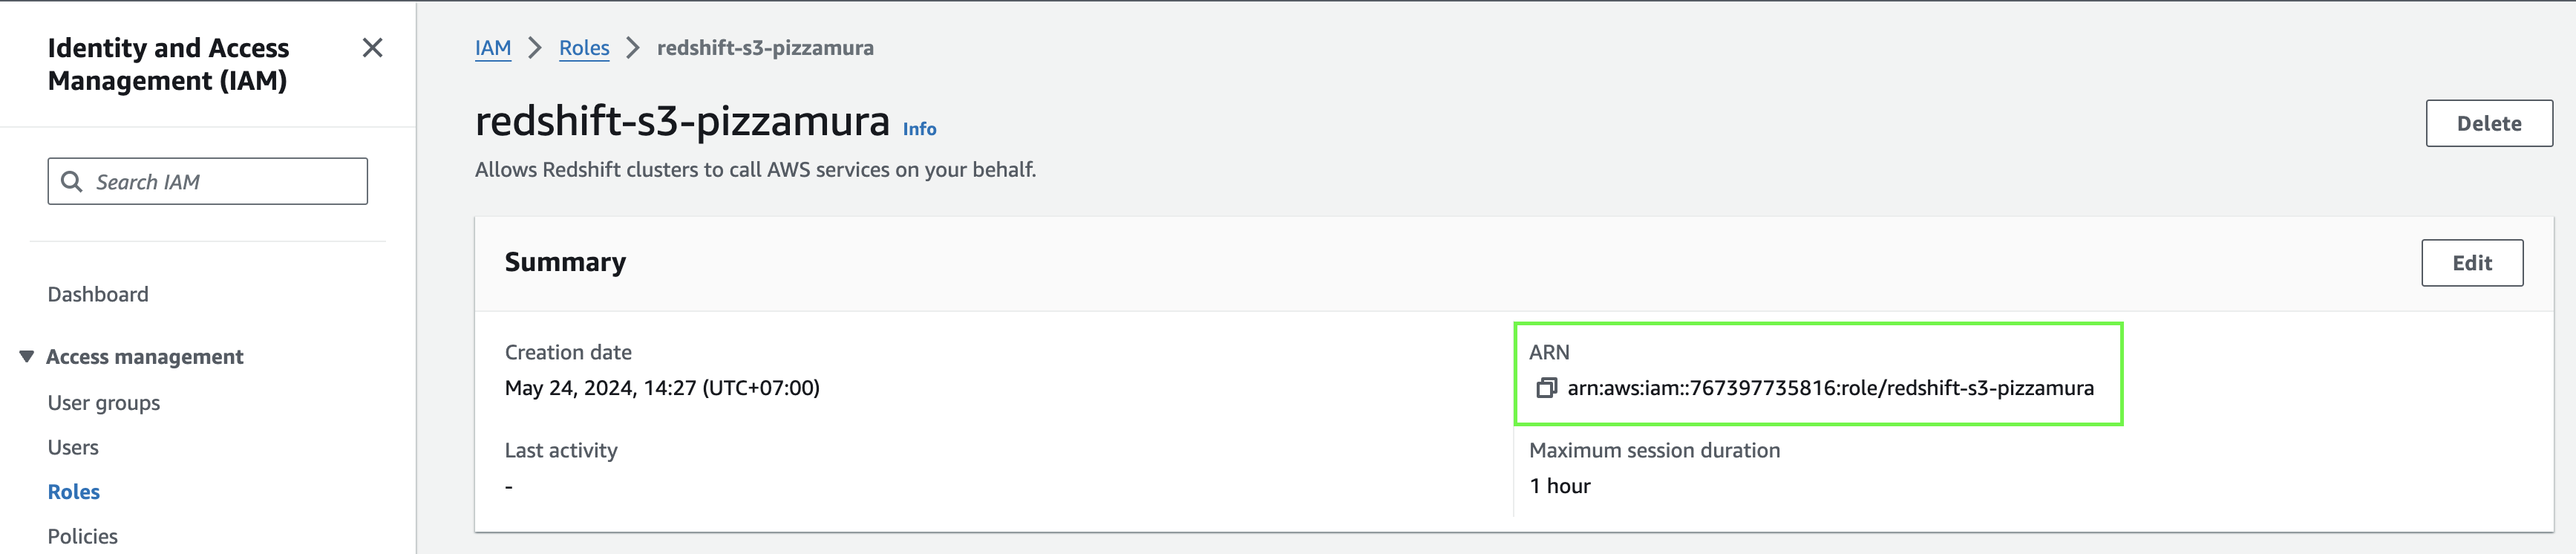 Identity and Access
Management (IAM)
Search IAM
Dashboard
Access management
User groups
Users
Roles
Policies
IAM > Roles > redshift-s3-pizzamura
redshift-s3-pizzamura Info
Delete
Allows Redshift clusters to call AWS services on your behalf.
Summary
Edit
Creation date
May 24, 2024, 14:27 (UTC+07:00)
ARN
arn:aws:iam::767397735816:role/redshift-s3-pizzamura
Last activity
-
Maximum session duration
1 hour